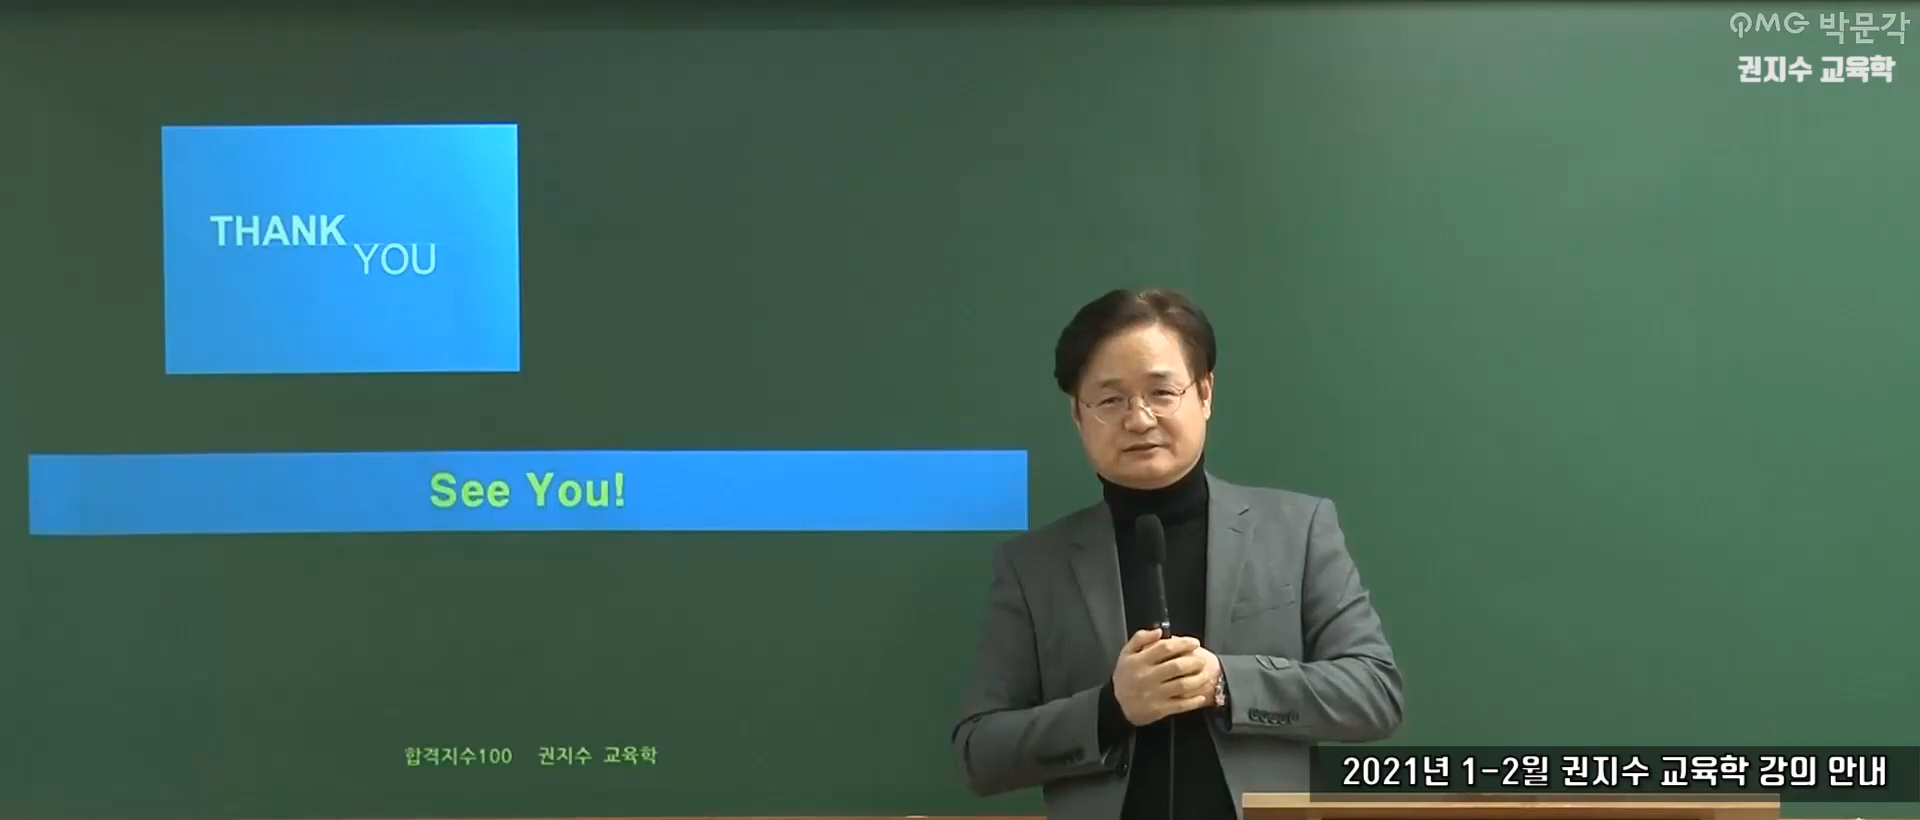 PMG 박문각
권지수 교육학
THANK
YOU
See You!
합격지수100 권지수 교육학
2021년 1-2월 권지수 교육학 강의 안내